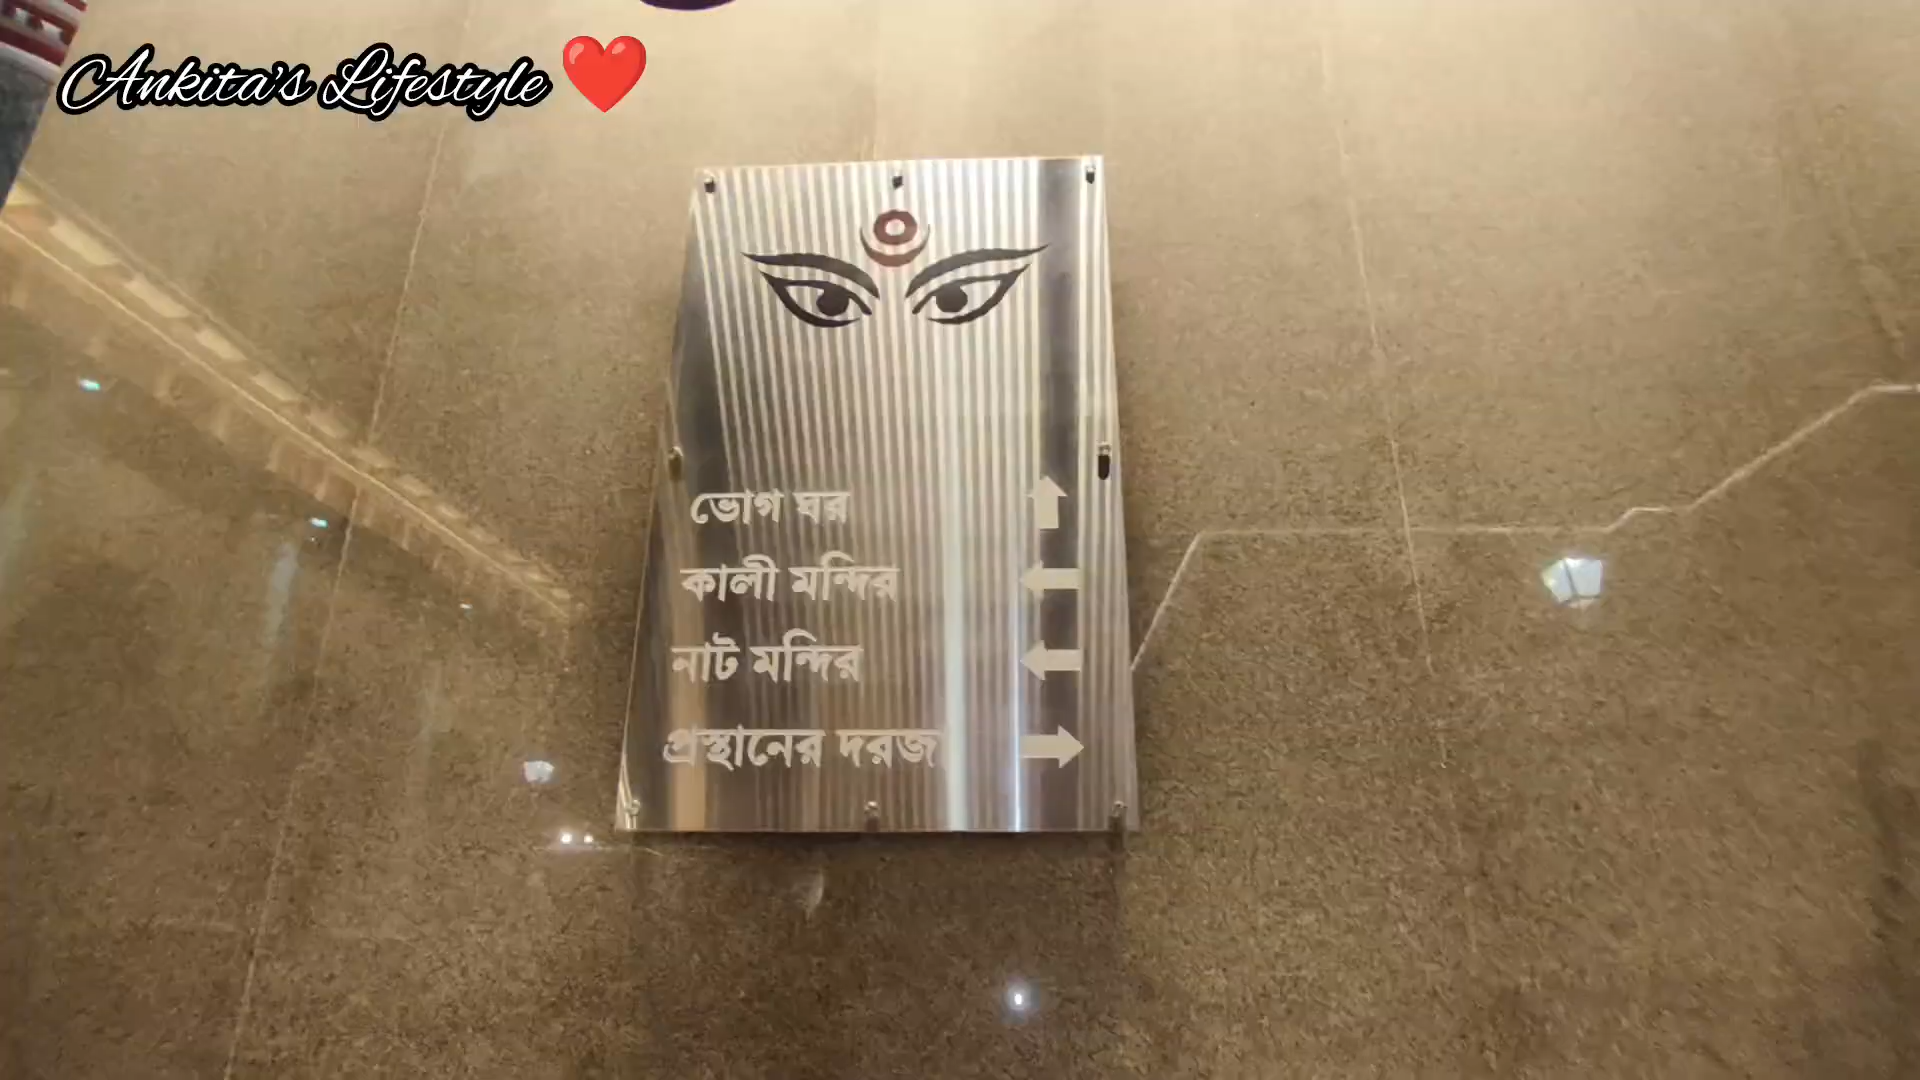 Ankita's Lifestyle ❤️
ভোগ ঘর
কালী মন্দির
নাট মন্দির
প্রস্থানের দরজা